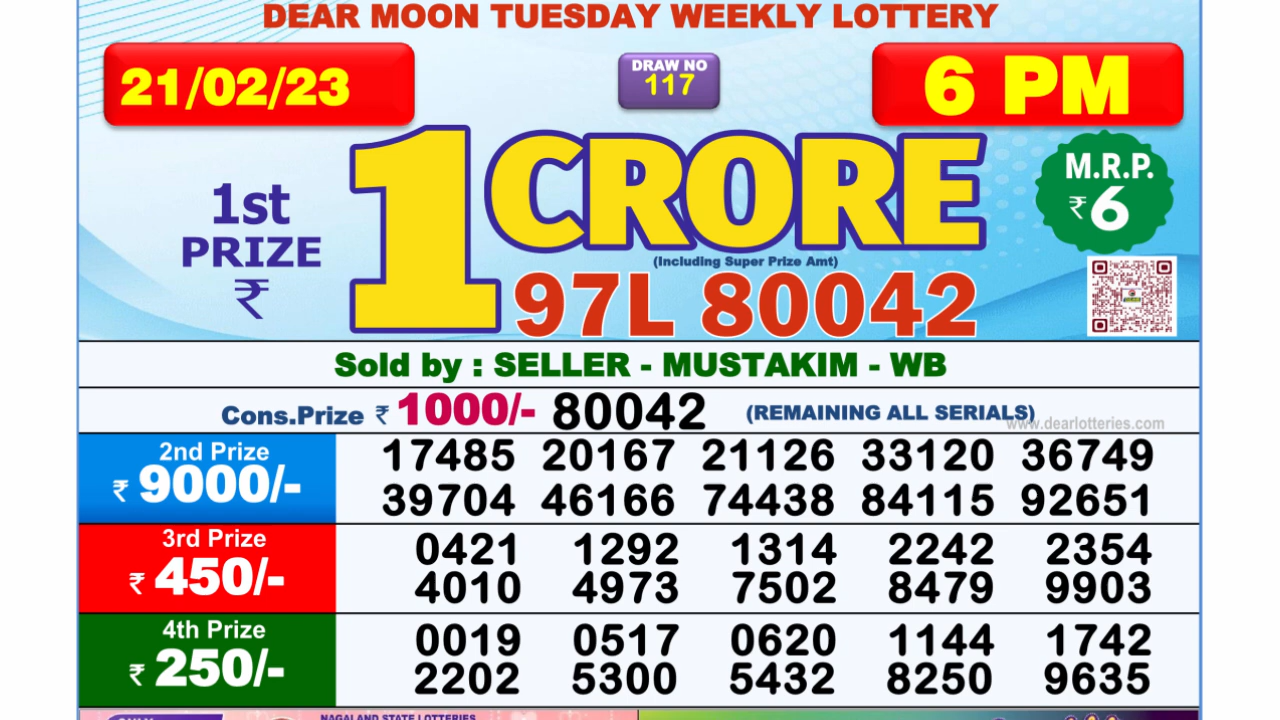 DEAR MOON TUESDAY WEEKLY LOTTERY
21/02/23
DRAW NO
117
6 PM
1st
PRIZE
₹
1 CRORE
(Including Super Prize Amt)
97L 80042
M.R.P.
₹6
Sold by : SELLER - MUSTAKIM - WB
Cons.Prize ₹ 1000/- 80042 (REMAINING ALL SERIALS)
www.dearlotteries.com
2nd Prize
₹ 9000/-
17485 20167 21126 33120 36749
39704 46166 74438 84115 92651
3rd Prize
₹ 450/-
0421 1292 1314 2242 2354
4010 4973 7502 8479 9903
4th Prize
₹ 250/-
0019 0517 0620 1144 1742
2202 5300 5432 8250 9635
NAGALAND STATE LOTTERIES